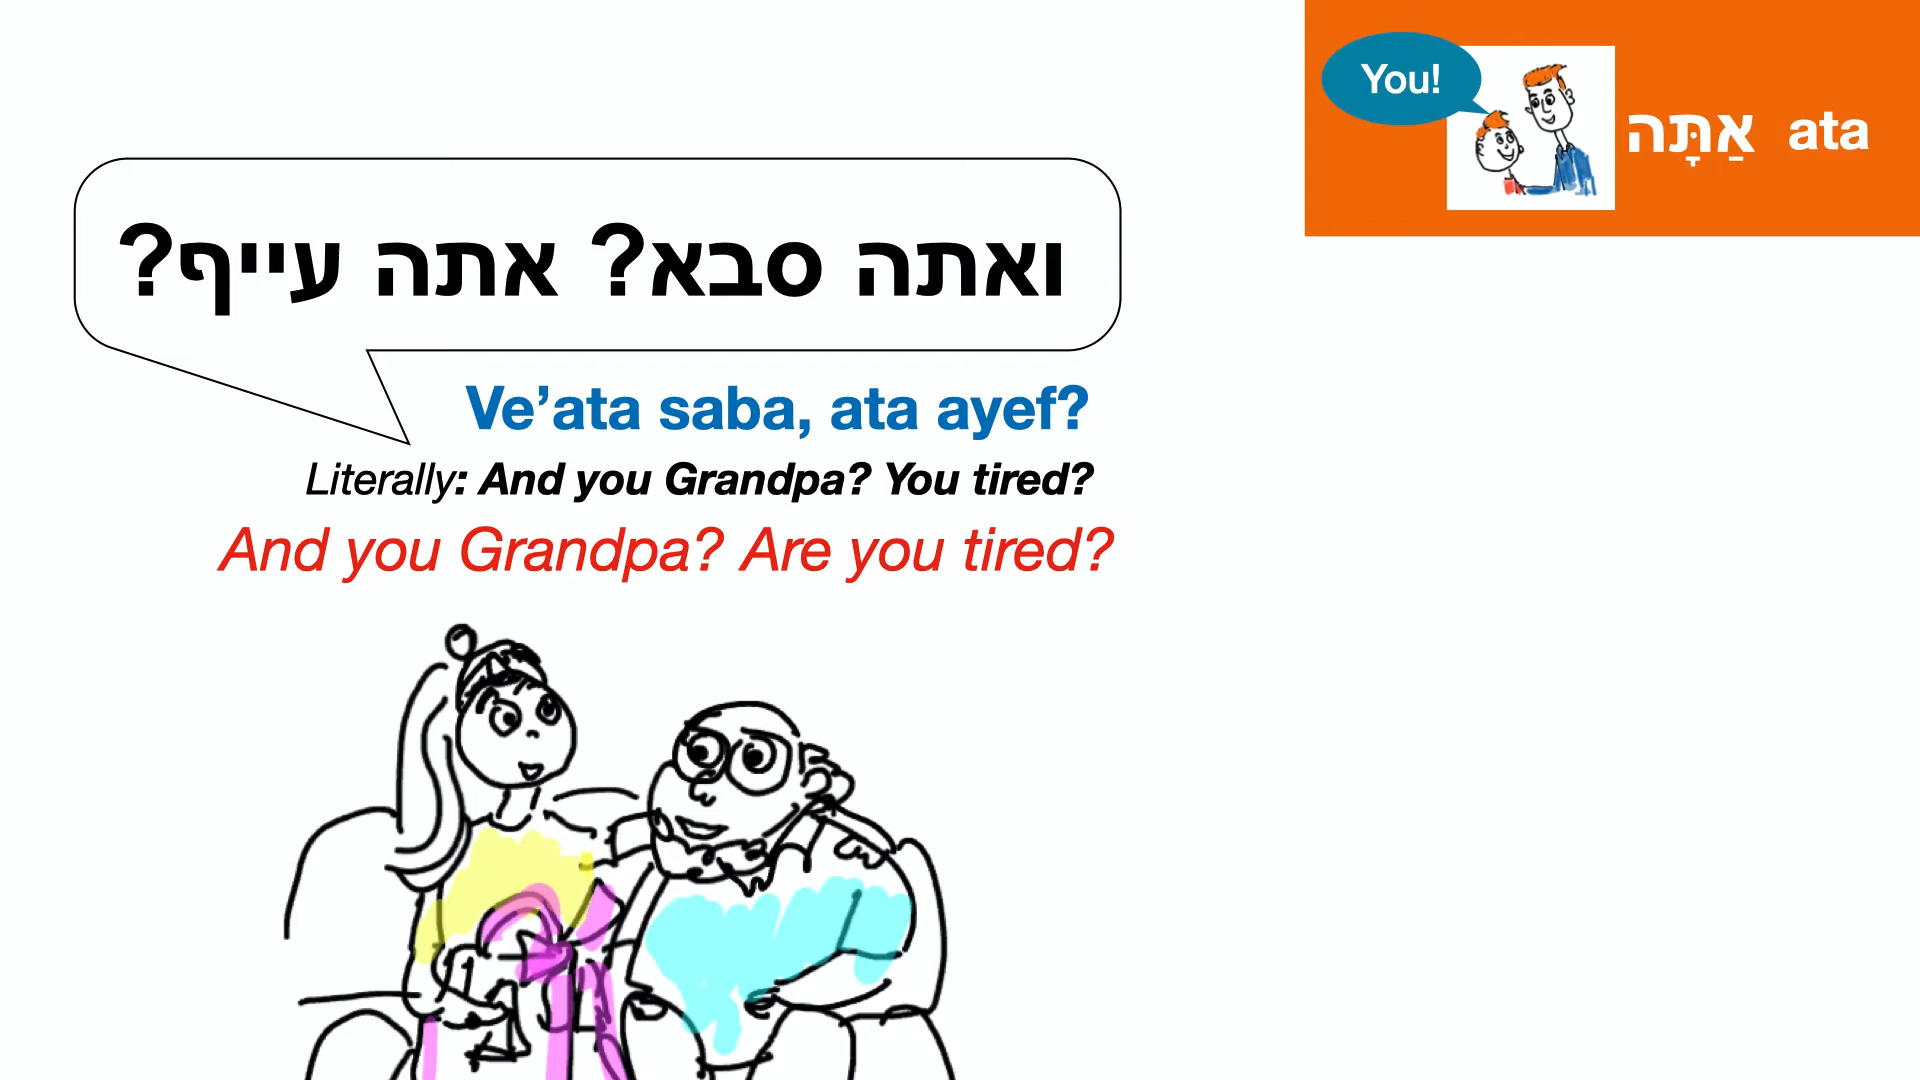 You!
אַתָּה ata
ואתה סבא? אתה עייף?
Ve’ata saba, ata ayef?
Literally: And you Grandpa? You tired?
And you Grandpa? Are you tired?